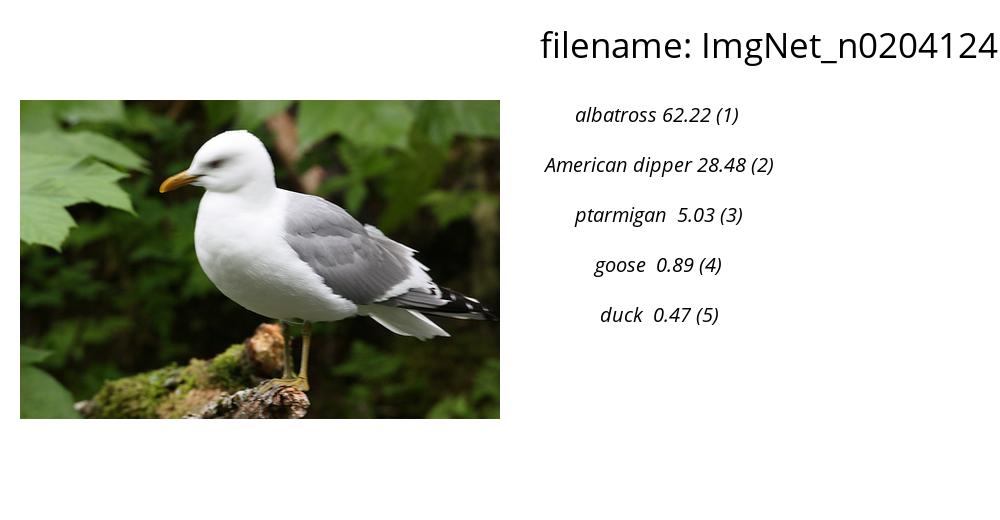 filename: ImgNet_n0204124
albatross 62.22 (1)
American dipper 28.48 (2)
ptarmigan 5.03 (3)
goose 0.89 (4)
duck 0.47 (5)